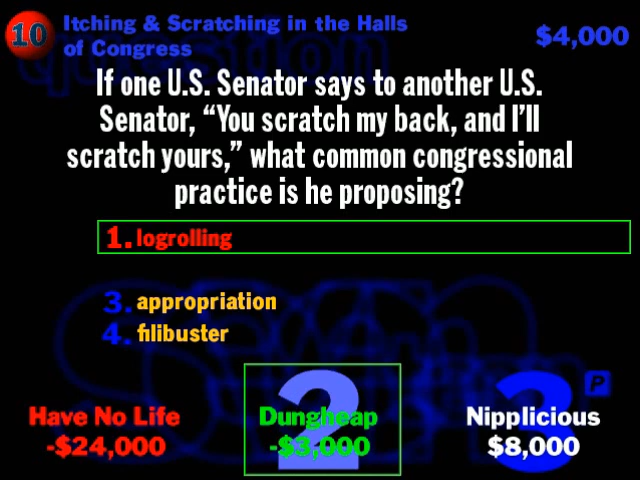 10
Itching & Scratching in the Halls
of Congress
$4,000
If one U.S. Senator says to another U.S.
Senator, “You scratch my back, and I’ll
scratch yours,” what common congressional
practice is he proposing?
1. logrolling
3. appropriation
4. filibuster
2
3
P
Have No Life
-$24,000
Dungheap
-$3,000
Nipplicious
$8,000